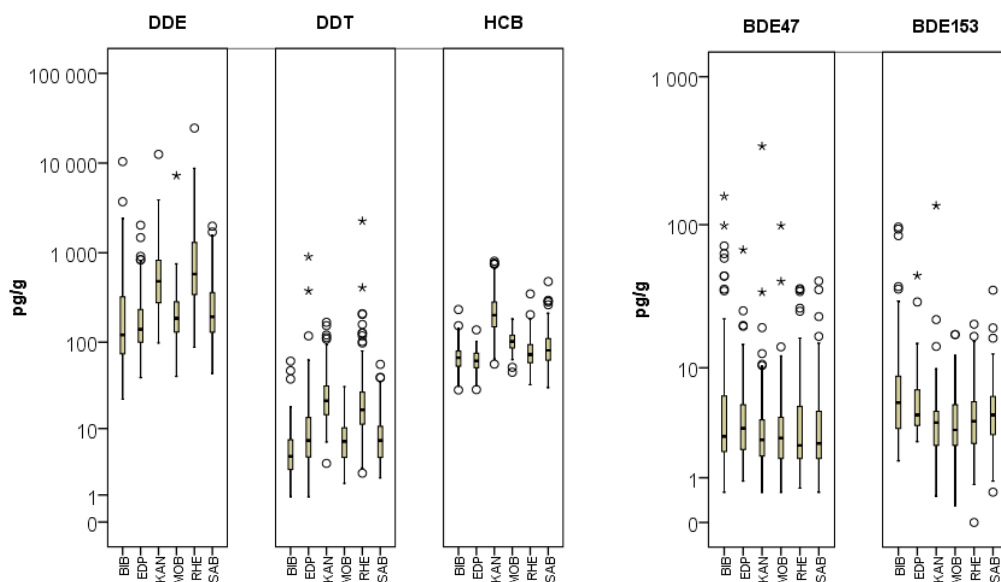 DDE DDT HCB BDE47 BDE153
100 000
10 000
1 000
100
10
1
0
pg/g
1 000
100
10
1
0
pg/g
BIB EDP KAN MOB RHE SAB
BIB EDP KAN MOB RHE SAB
BIB EDP KAN MOB RHE SAB
BIB EDP KAN MOB RHE SAB
BIB EDP KAN MOB RHE SAB